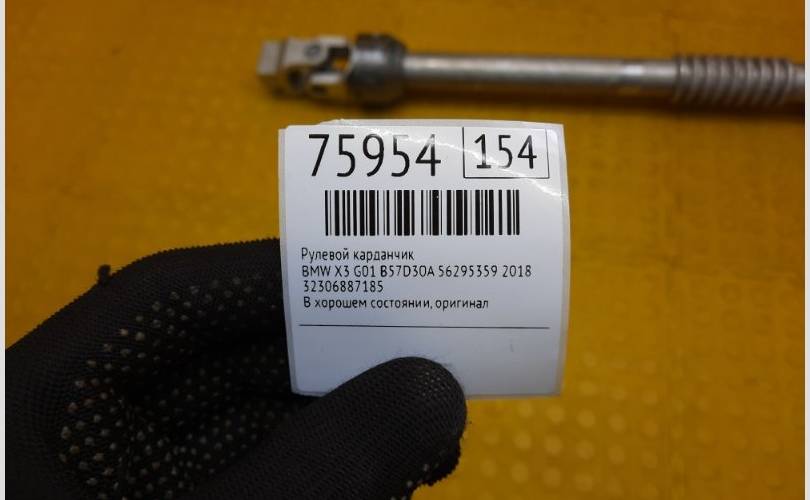 75954 154
Рулевой карданчик
BMW X3 G01 B57D30A 56295359 2018
32306887185
В хорошем состоянии, оригинал